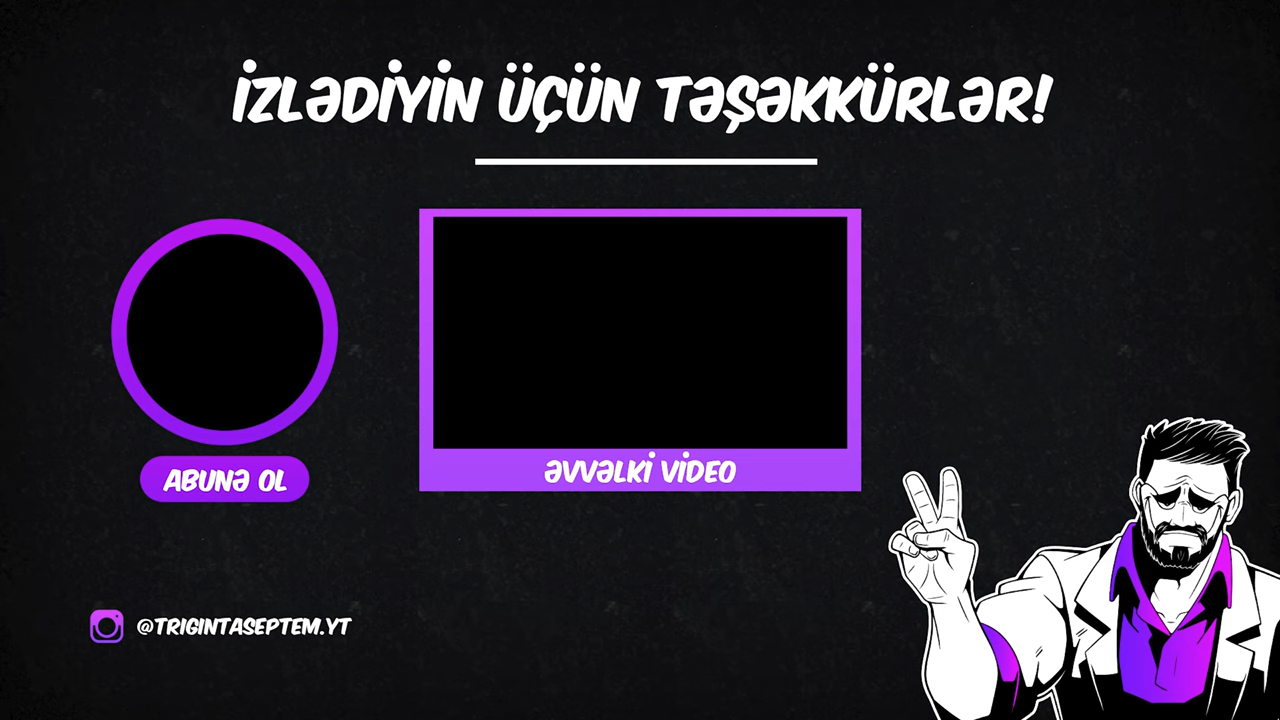 İZLƏDİYİN ÜÇÜN TƏŞƏKKÜRLƏR!
ABUNƏ OL
ƏVVƏLKİ VİDEO
@TRIGINTASEPTEM.YT